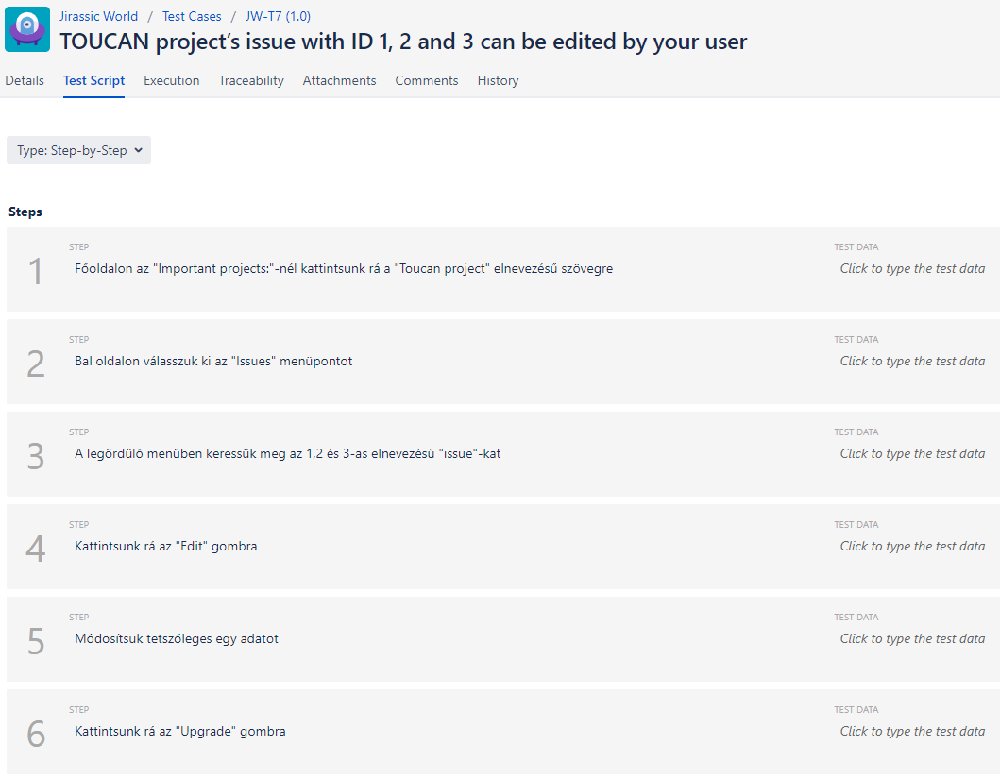 Jirassic World / Test Cases / JW-T7 (1.0)
TOUCAN project’s issue with ID 1, 2 and 3 can be edited by your user
Details Test Script Execution Traceability Attachments Comments History
Type: Step-by-Step
Steps
STEP TEST DATA
1 Főoldalon az "Important projects:"-nél kattintsunk rá a "Toucan project" elnevezésű szövegre Click to type the test data
STEP TEST DATA
2 Bal oldalon válasszuk ki az "Issues" menüpontot Click to type the test data
STEP TEST DATA
3 A legördülő menüben keressük meg az 1,2 és 3-as elnevezésű "issue"-kat Click to type the test data
STEP TEST DATA
4 Kattintsunk rá az "Edit" gombra Click to type the test data
STEP TEST DATA
5 Módosítsuk tetszőleges egy adatot Click to type the test data
STEP TEST DATA
6 Kattintsunk rá az "Upgrade" gombra Click to type the test data